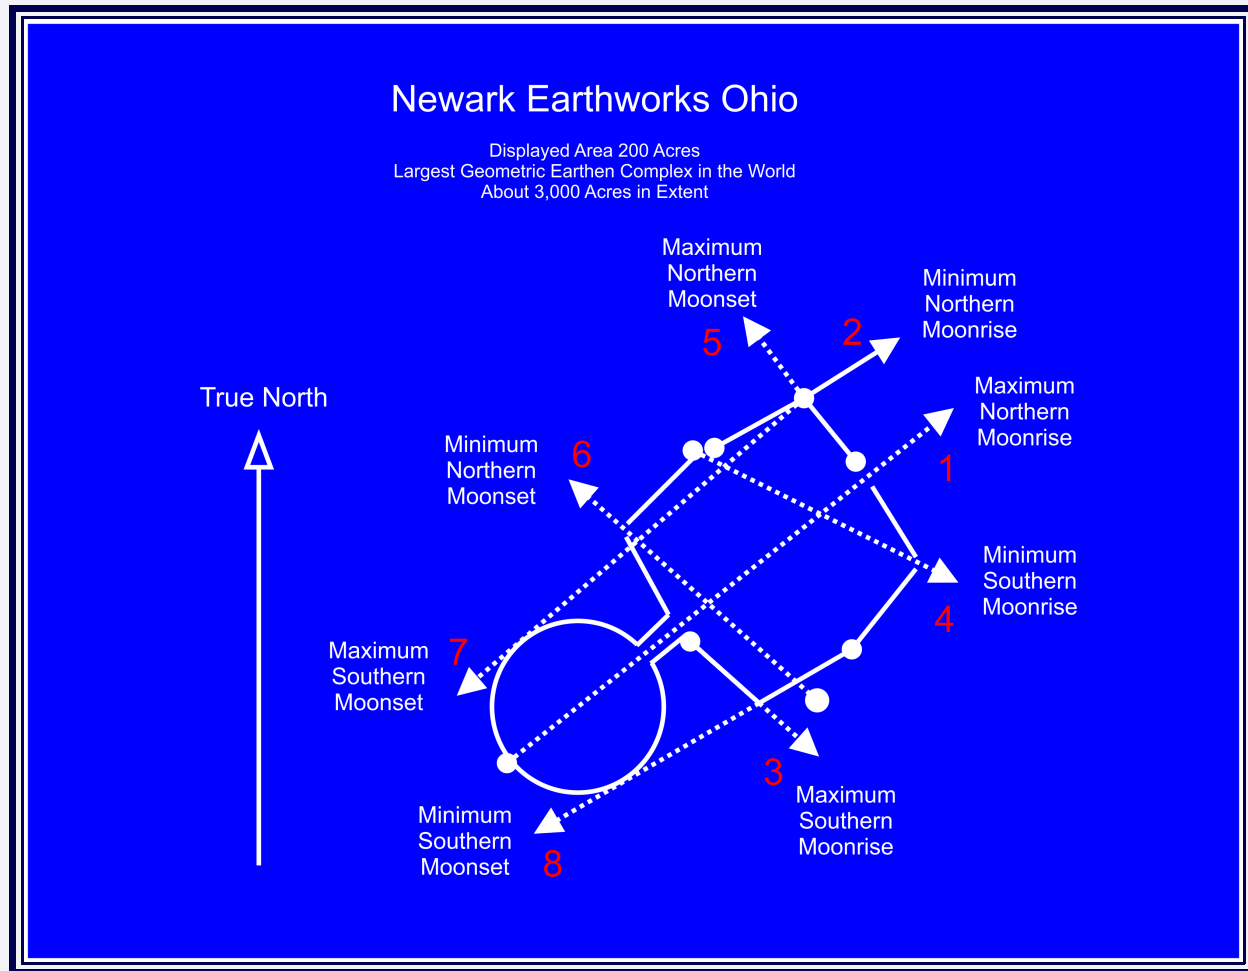 Newark Earthworks Ohio
Displayed Area 200 Acres
Largest Geometric Earthen Complex in the World
About 3,000 Acres in Extent
Maximum
Northern
Moonset
5
2
Minimum
Northern
Moonrise
True North
Maximum
Northern
Moonrise
1
Minimum
Northern
Moonset
6
Minimum
Southern
Moonrise
4
Maximum
Southern
Moonset
7
3
Maximum
Southern
Moonrise
Minimum
Southern
Moonset
8